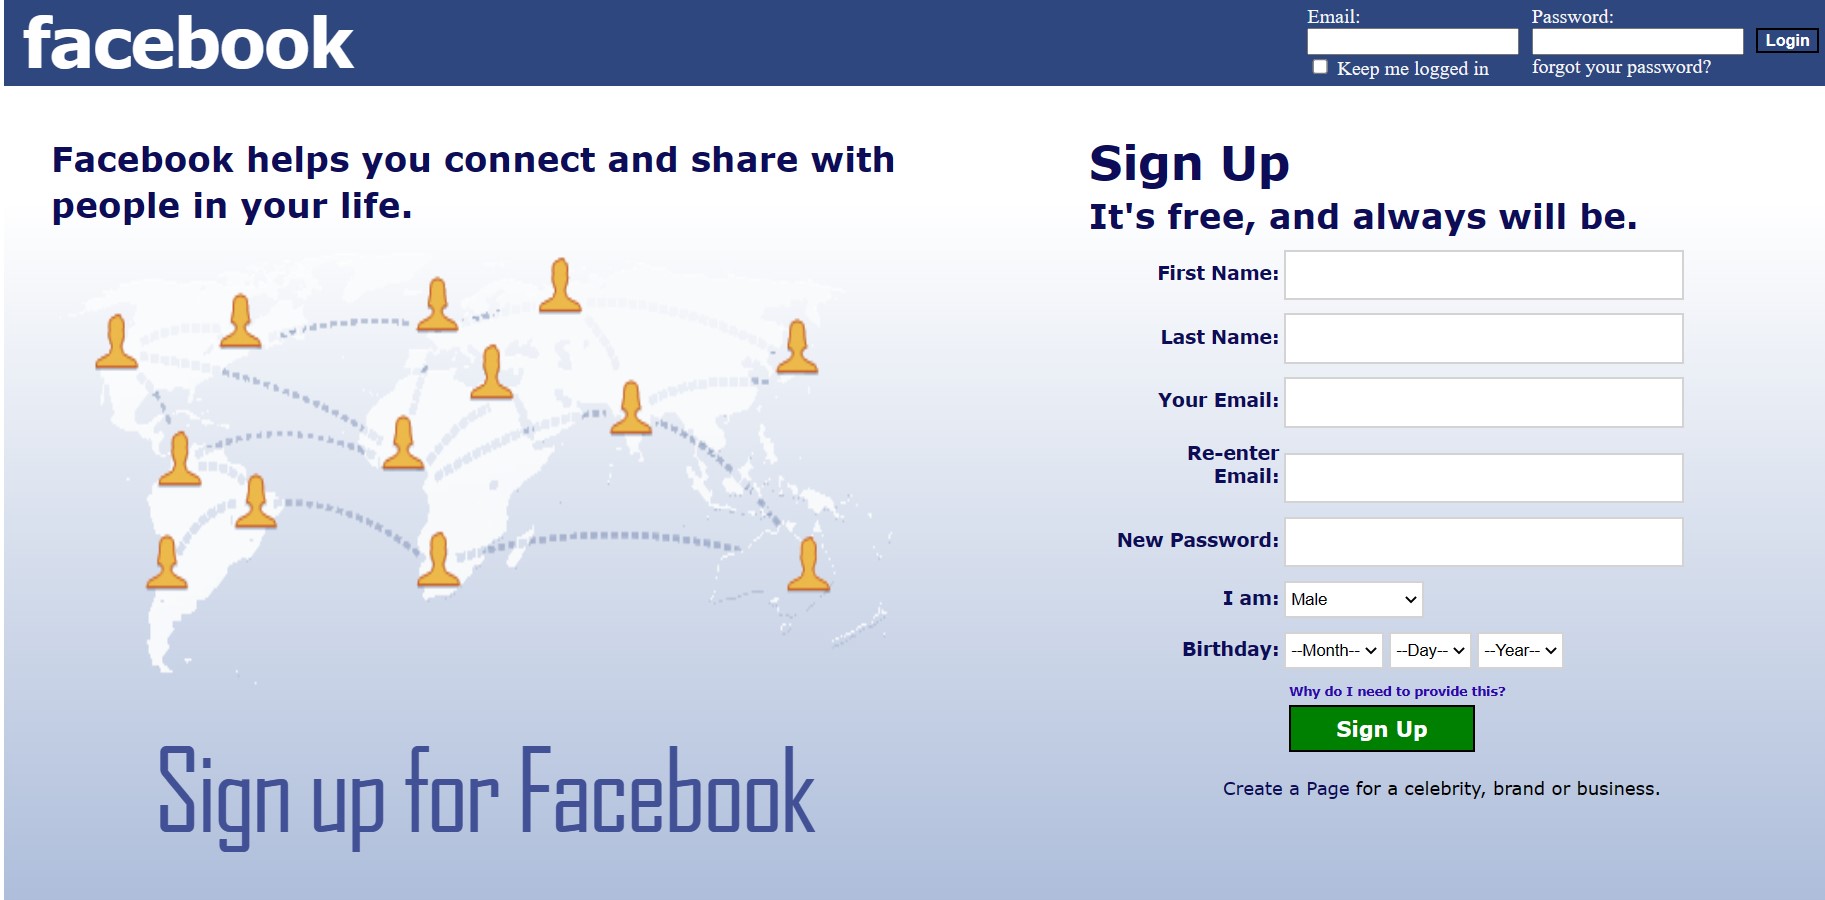 facebook
Email:
Password:
Login
Keep me logged in
forgot your password?
Facebook helps you connect and share with
people in your life.
Sign up for Facebook
Sign Up
It's free, and always will be.
First Name:
Last Name:
Your Email:
Re-enter
Email:
New Password:
I am:
Male
Birthday:
--Month--
--Day--
--Year--
Why do I need to provide this?
Sign Up
Create a Page for a celebrity, brand or business.